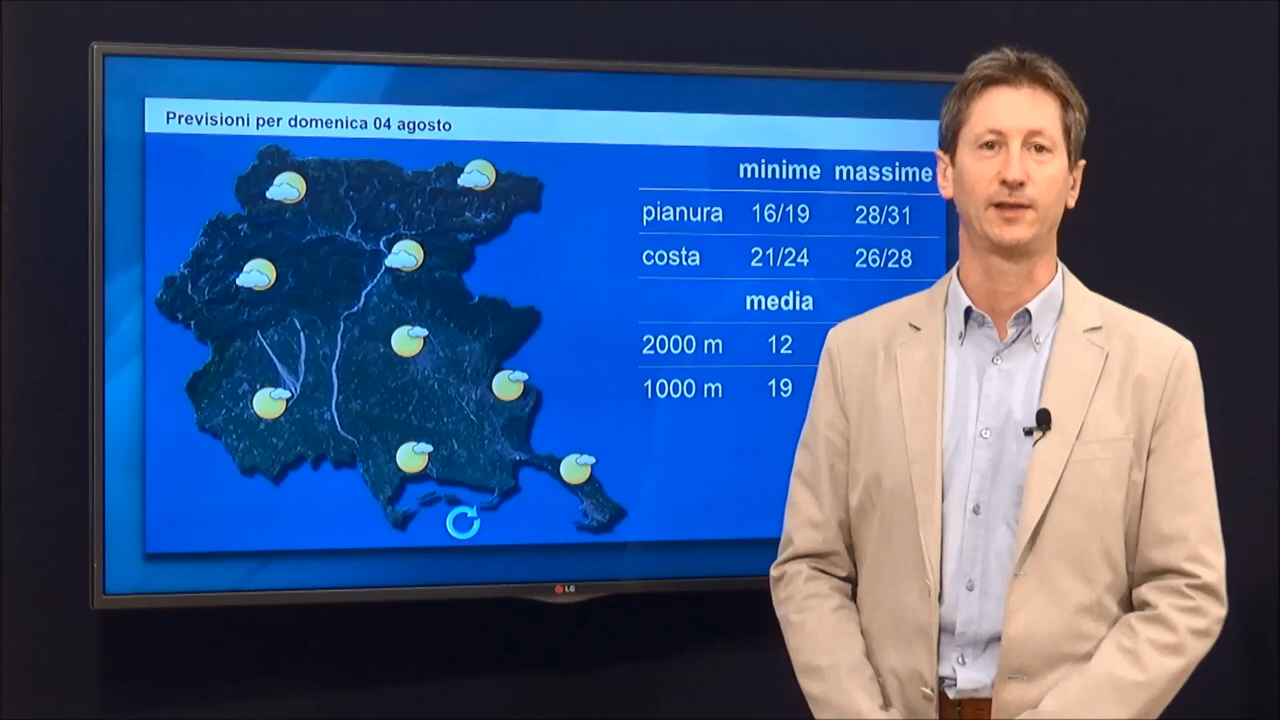 Previsioni per domenica 04 agosto
minime massime
pianura 16/19 28/31
costa 21/24 26/28
media
2000 m 12
1000 m 19
LG